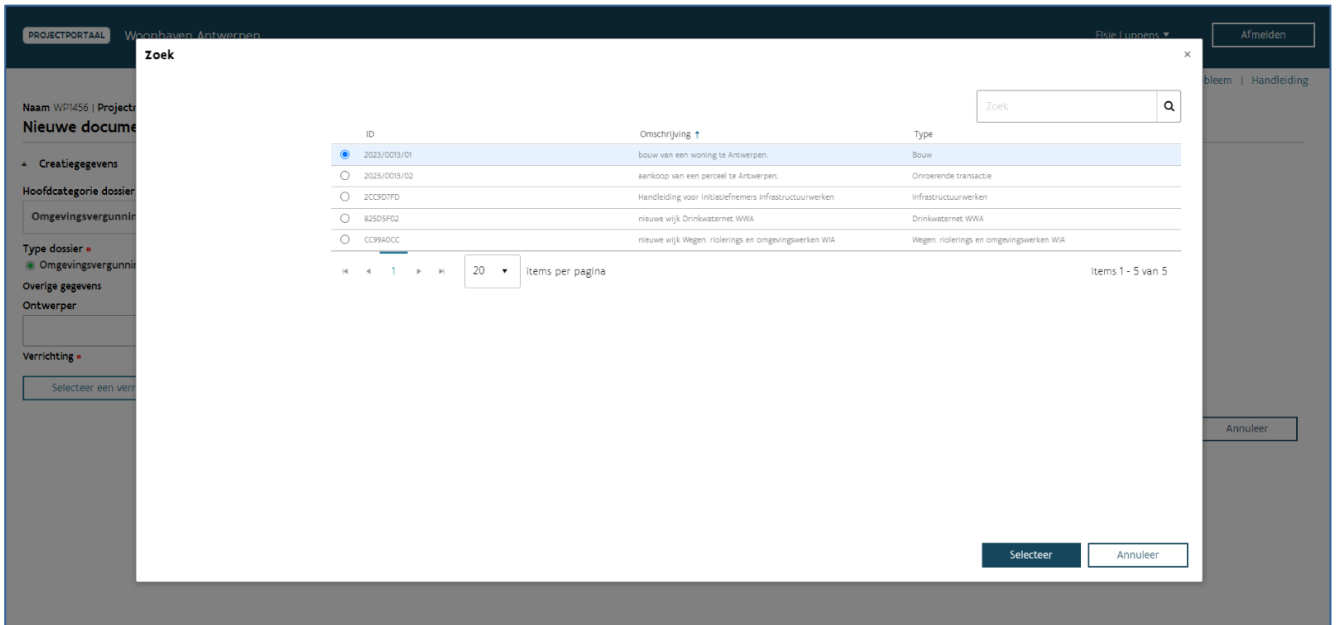 PROJECTPORTAAL Woonhaven Antwerpen Elsje Luppens Afmelden
Zoek ×
bleem | Handleiding
Zoek
Naam WP1456 | Project
Nieuwe docume
ID Omschrijving ↑ Type
2023/0013/01 bouw van een woning te Antwerpen. Bouw
Creatiegegevens
2023/0013/02 aankoop van een perceel te Antwerpen. Onroerende transactie
Hoofdcategorie dossier
2CC9D7FD Handleiding voor initiatiefnemers Infrastructuurwerken Infrastructuurwerken
Omgevingsvergunnin
825D5F02 nieuwe wijk Drinkwaternet WWA Drinkwaternet WWA
CC99A0CC nieuwe wijk Wegen. riolerings en omgevingswerken WIA Wegen. riolerings en omgevingswerken WIA
Type dossier
Omgevingsvergunnin
1 20 Items per pagina Items 1 - 5 van 5
Overige gegevens
Ontwerper
Verrichting
Selecteer een verr
Annuleer
Selecteer Annuleer